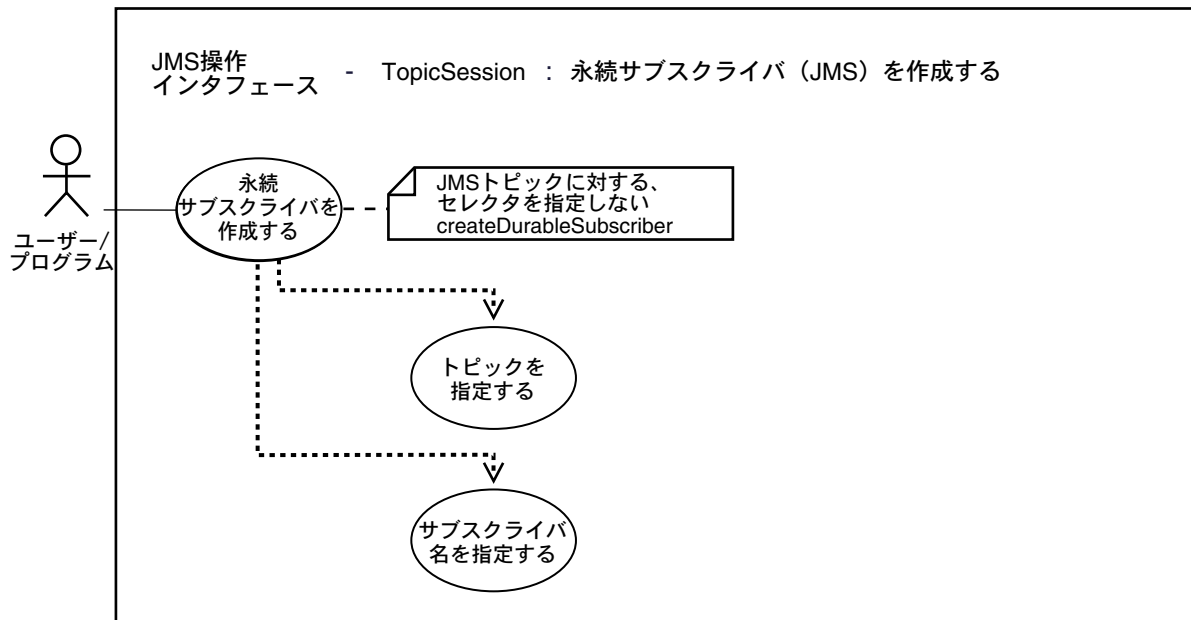 JMS操作
インタフェース - TopicSession : 永続サブスクライバ（JMS）を作成する
永続
サブスクライバを
作成する
JMSトピックに対する、
セレクタを指定しない
createDurableSubscriber
ユーザー/
プログラム
トピックを
指定する
サブスクライバ
名を指定する